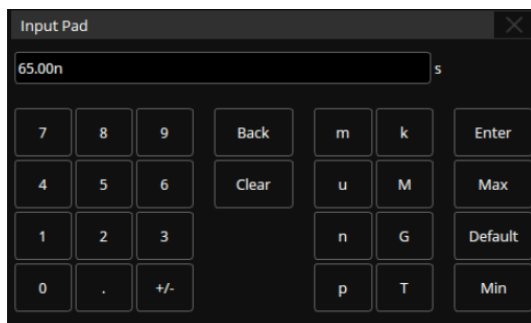 Input Pad
65.00n s
7 8 9 Back m k Enter
4 5 6 Clear u M Max
1 2 3 n G Default
0 . +/- p T Min